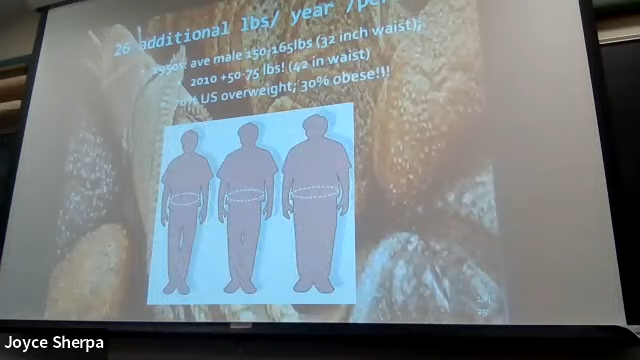 26 additional lbs/ year /per
1950s: ave male 150-165lbs (32 inch waist);
2010 +50-75 lbs! (42 in waist)
70% US overweight; 30% obese!!!
Joyce Sherpa